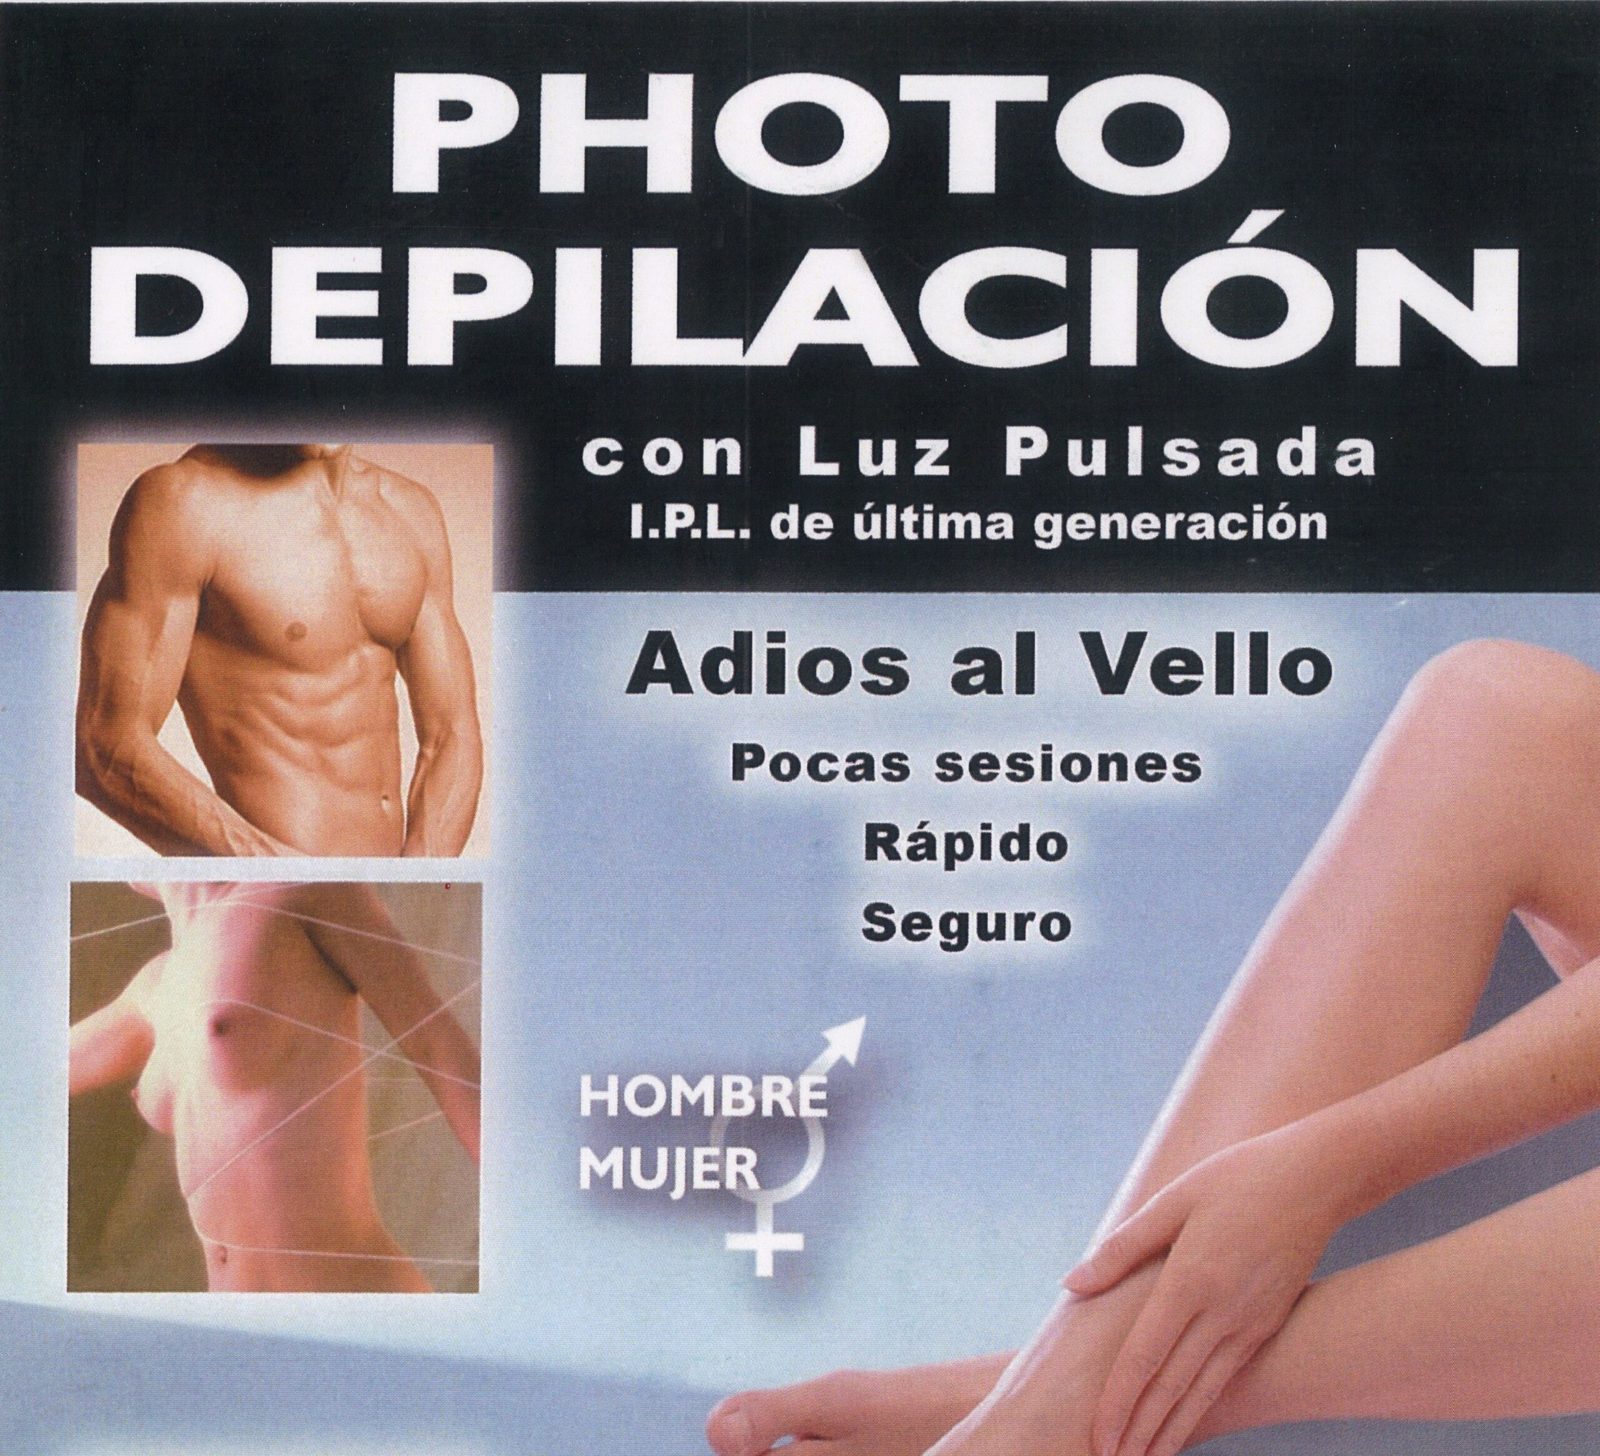 PHOTO
DEPILACIÓN
con Luz Pulsada
I.P.L. de última generación
Adios al Vello
Pocas sesiones
Rápido
Seguro
HOMBRE
MUJER